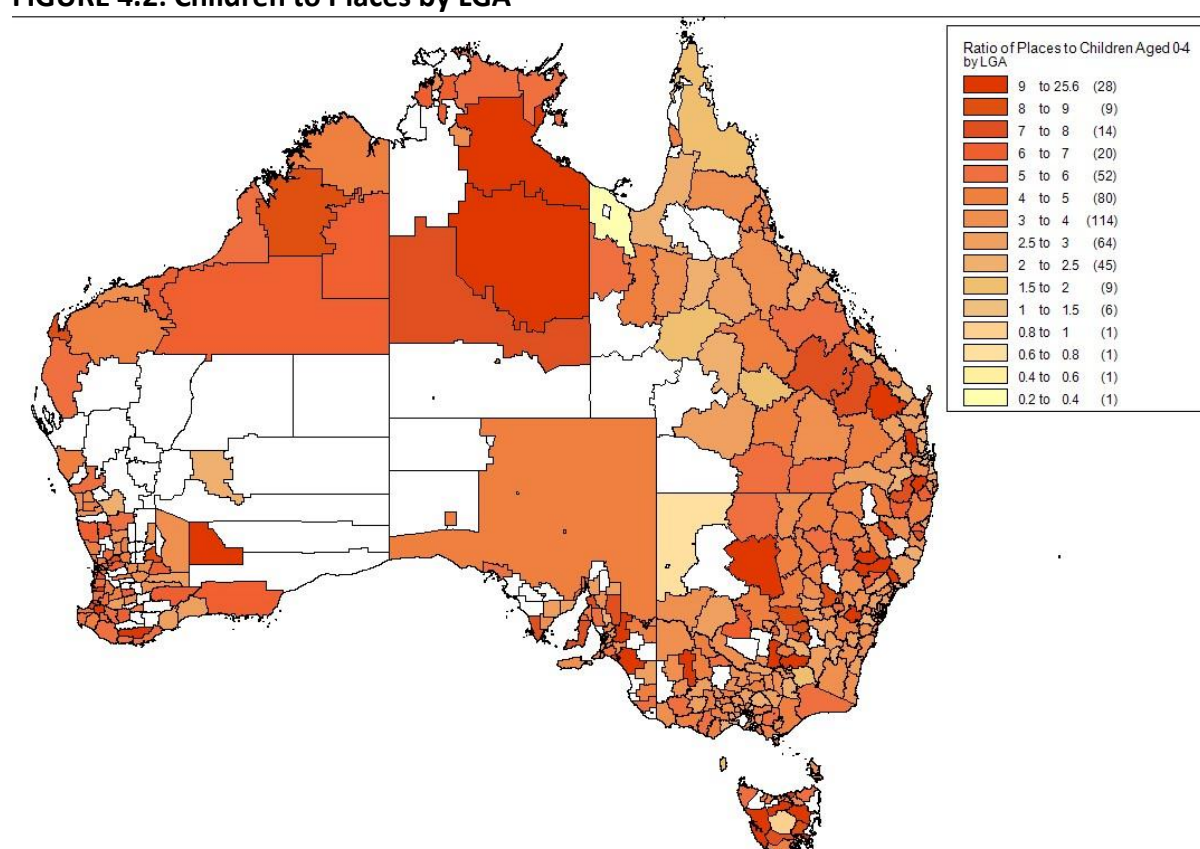 FIGURE 4.2: Children to Places by LGA
Ratio of Places to Children Aged 0-4
by LGA
9 to 25.6 (28)
8 to 9 (9)
7 to 8 (14)
6 to 7 (20)
5 to 6 (52)
4 to 5 (80)
3 to 4 (114)
2.5 to 3 (64)
2 to 2.5 (45)
1.5 to 2 (9)
1 to 1.5 (6)
0.8 to 1 (1)
0.6 to 0.8 (1)
0.4 to 0.6 (1)
0.2 to 0.4 (1)